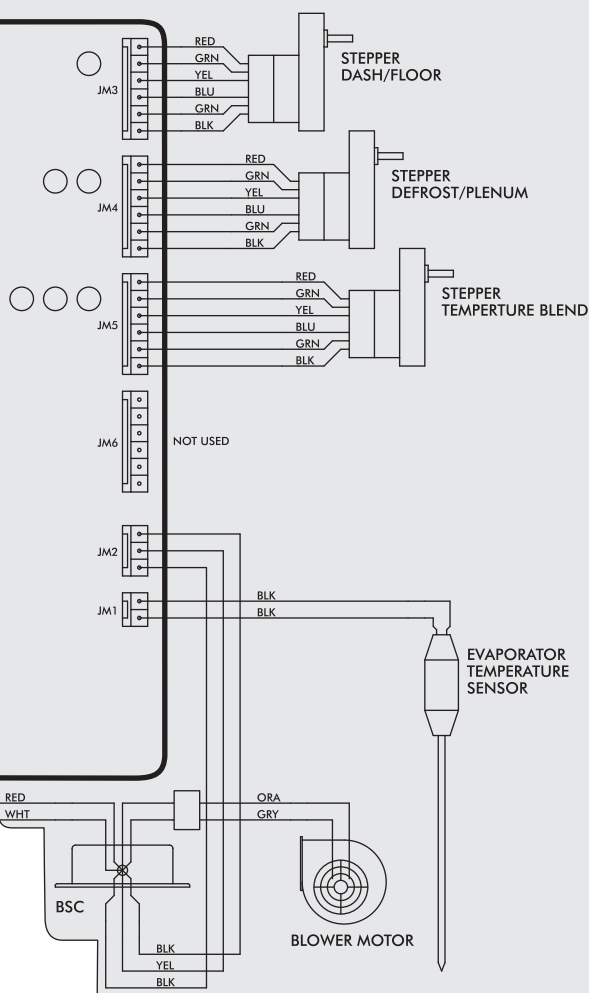 RED
GRN
YEL
BLU
GRN
BLK
JM3
STEPPER
DASH/FLOOR
RED
GRN
YEL
BLU
GRN
BLK
JM4
STEPPER
DEFROST/PLENUM
RED
GRN
YEL
BLU
GRN
BLK
JM5
STEPPER
TEMPERTURE BLEND
JM6
NOT USED
JM2
JM1
BLK
BLK
EVAPORATOR
TEMPERATURE
SENSOR
RED
WHT
ORA
GRY
BSC
BLOWER MOTOR
BLK
YEL
BLK